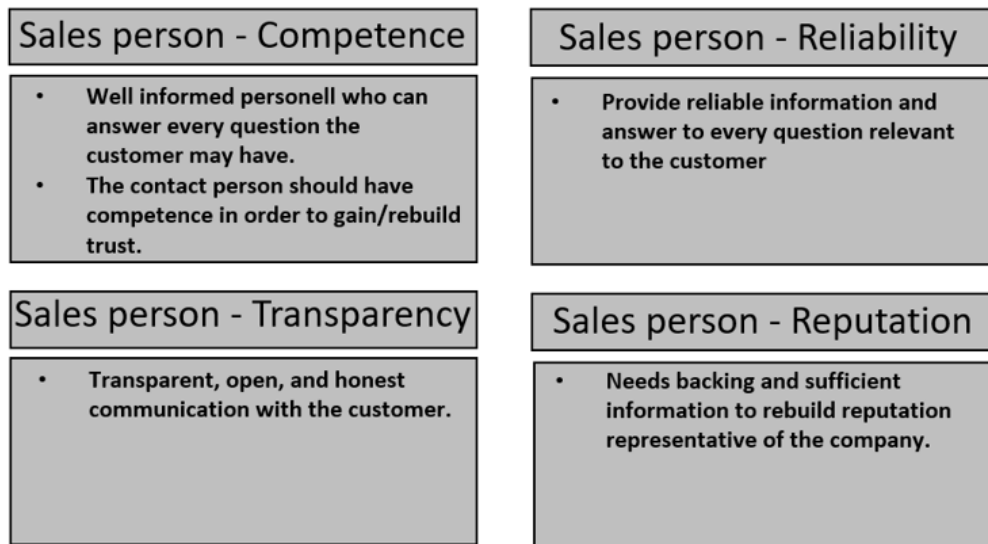 Sales person - Competence
• Well informed personell who can
answer every question the
customer may have.
• The contact person should have
competence in order to gain/rebuild
trust.
Sales person - Reliability
• Provide reliable information and
answer to every question relevant
to the customer
Sales person - Transparency
• Transparent, open, and honest
communication with the customer.
Sales person - Reputation
• Needs backing and sufficient
information to rebuild reputation
representative of the company.